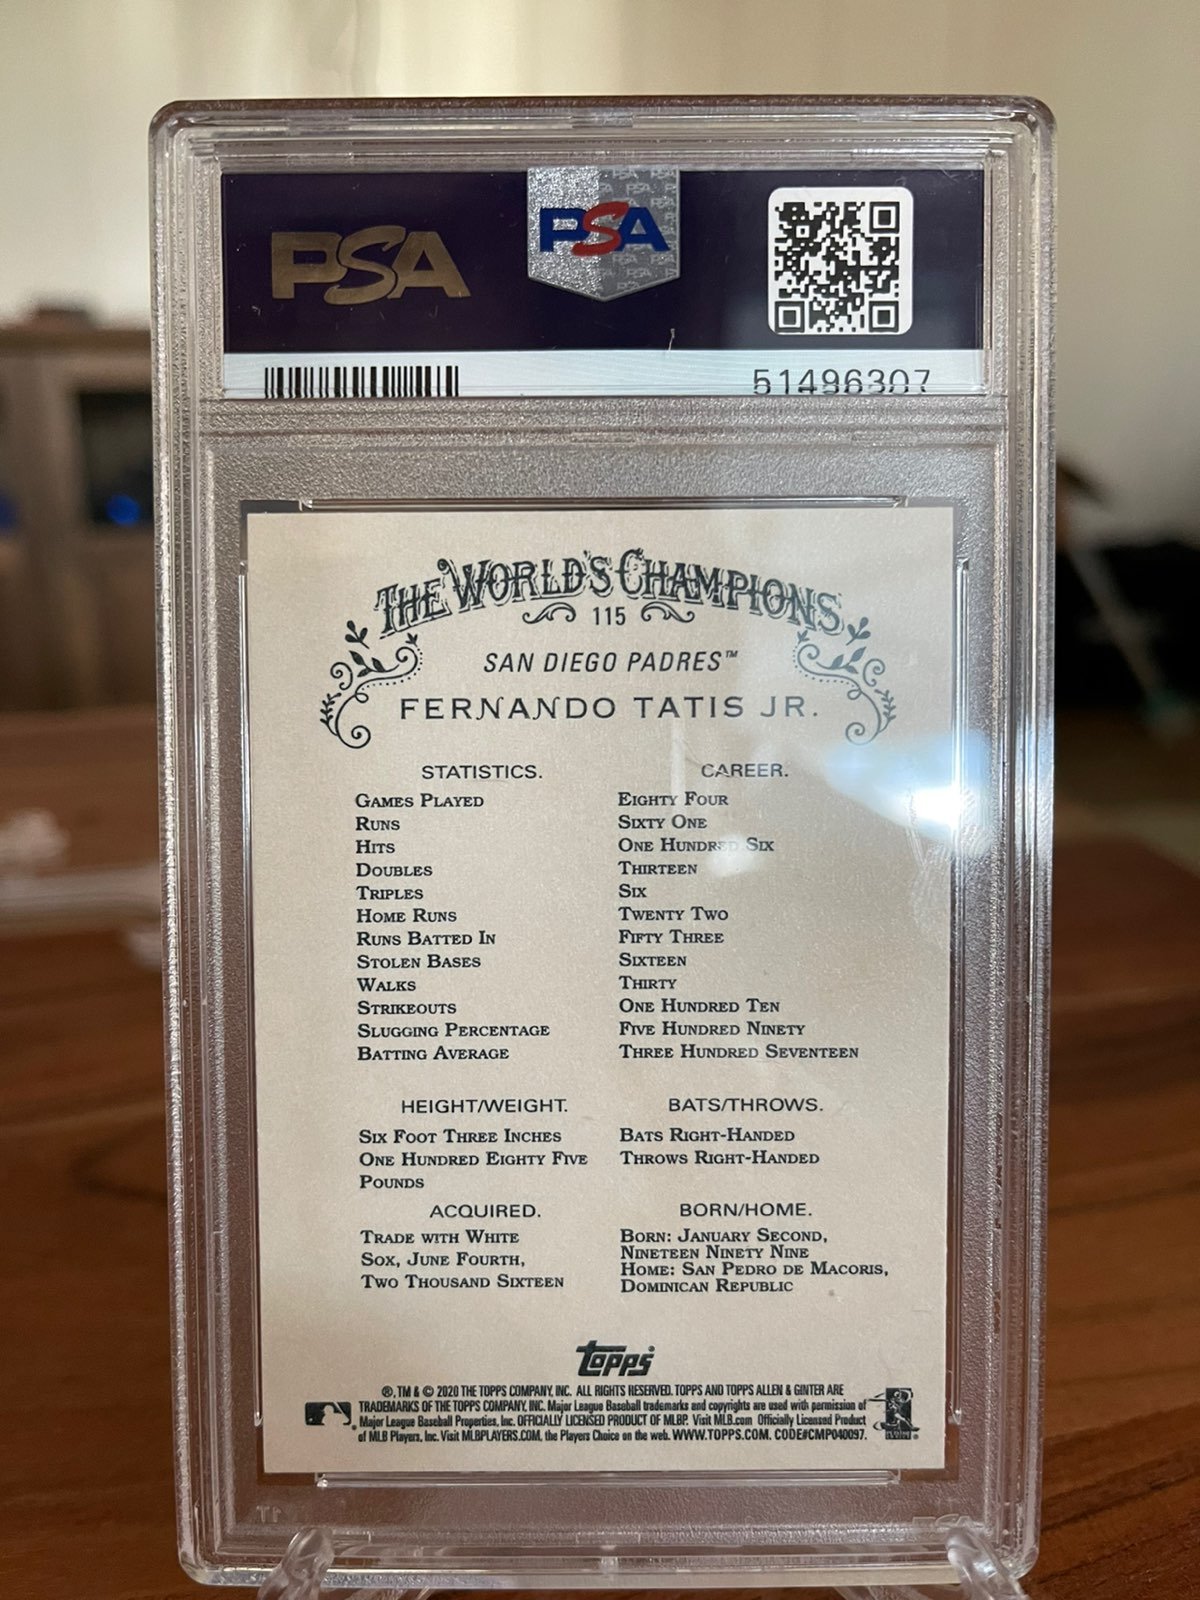 PSA
PSA
51496307
THE WORLD'S CHAMPIONS
115
SAN DIEGO PADRES™
FERNANDO TATIS JR.
STATISTICS. CAREER.
GAMES PLAYED EIGHTY FOUR
RUNS SIXTY ONE
HITS ONE HUNDRED SIX
DOUBLES THIRTEEN
TRIPLES SIX
HOME RUNS TWENTY TWO
RUNS BATTED IN FIFTY THREE
STOLEN BASES SIXTEEN
WALKS THIRTY
STRIKEOUTS ONE HUNDRED TEN
SLUGGING PERCENTAGE FIVE HUNDRED NINETY
BATTING AVERAGE THREE HUNDRED SEVENTEEN
HEIGHT/WEIGHT.
SIX FOOT THREE INCHES
ONE HUNDRED EIGHTY FIVE
POUNDS
BATS/THROWS.
BATS RIGHT-HANDED
THROWS RIGHT-HANDED
ACQUIRED.
TRADE WITH WHITE
SOX, JUNE FOURTH,
TWO THOUSAND SIXTEEN
BORN/HOME.
BORN: JANUARY SECOND,
NINETEEN NINETY NINE
HOME: SAN PEDRO DE MACORIS,
DOMINICAN REPUBLIC
topps®
®, TM & © 2020 THE TOPPS COMPANY, INC. ALL RIGHTS RESERVED. TOPPS AND TOPPS ALLEN & GINTER ARE
TRADEMARKS OF THE TOPPS COMPANY, INC. Major League Baseball trademarks and copyrights are used with permission of
Major League Baseball Properties, Inc. OFFICIALLY LICENSED PRODUCT OF MLBP. Visit MLB.com Officially Licensed Product
of MLB Players, Inc. Visit MLBPLAYERS.COM, the Players Choice on the web. WWW.TOPPS.COM. CODE#CMP040097.
PSA